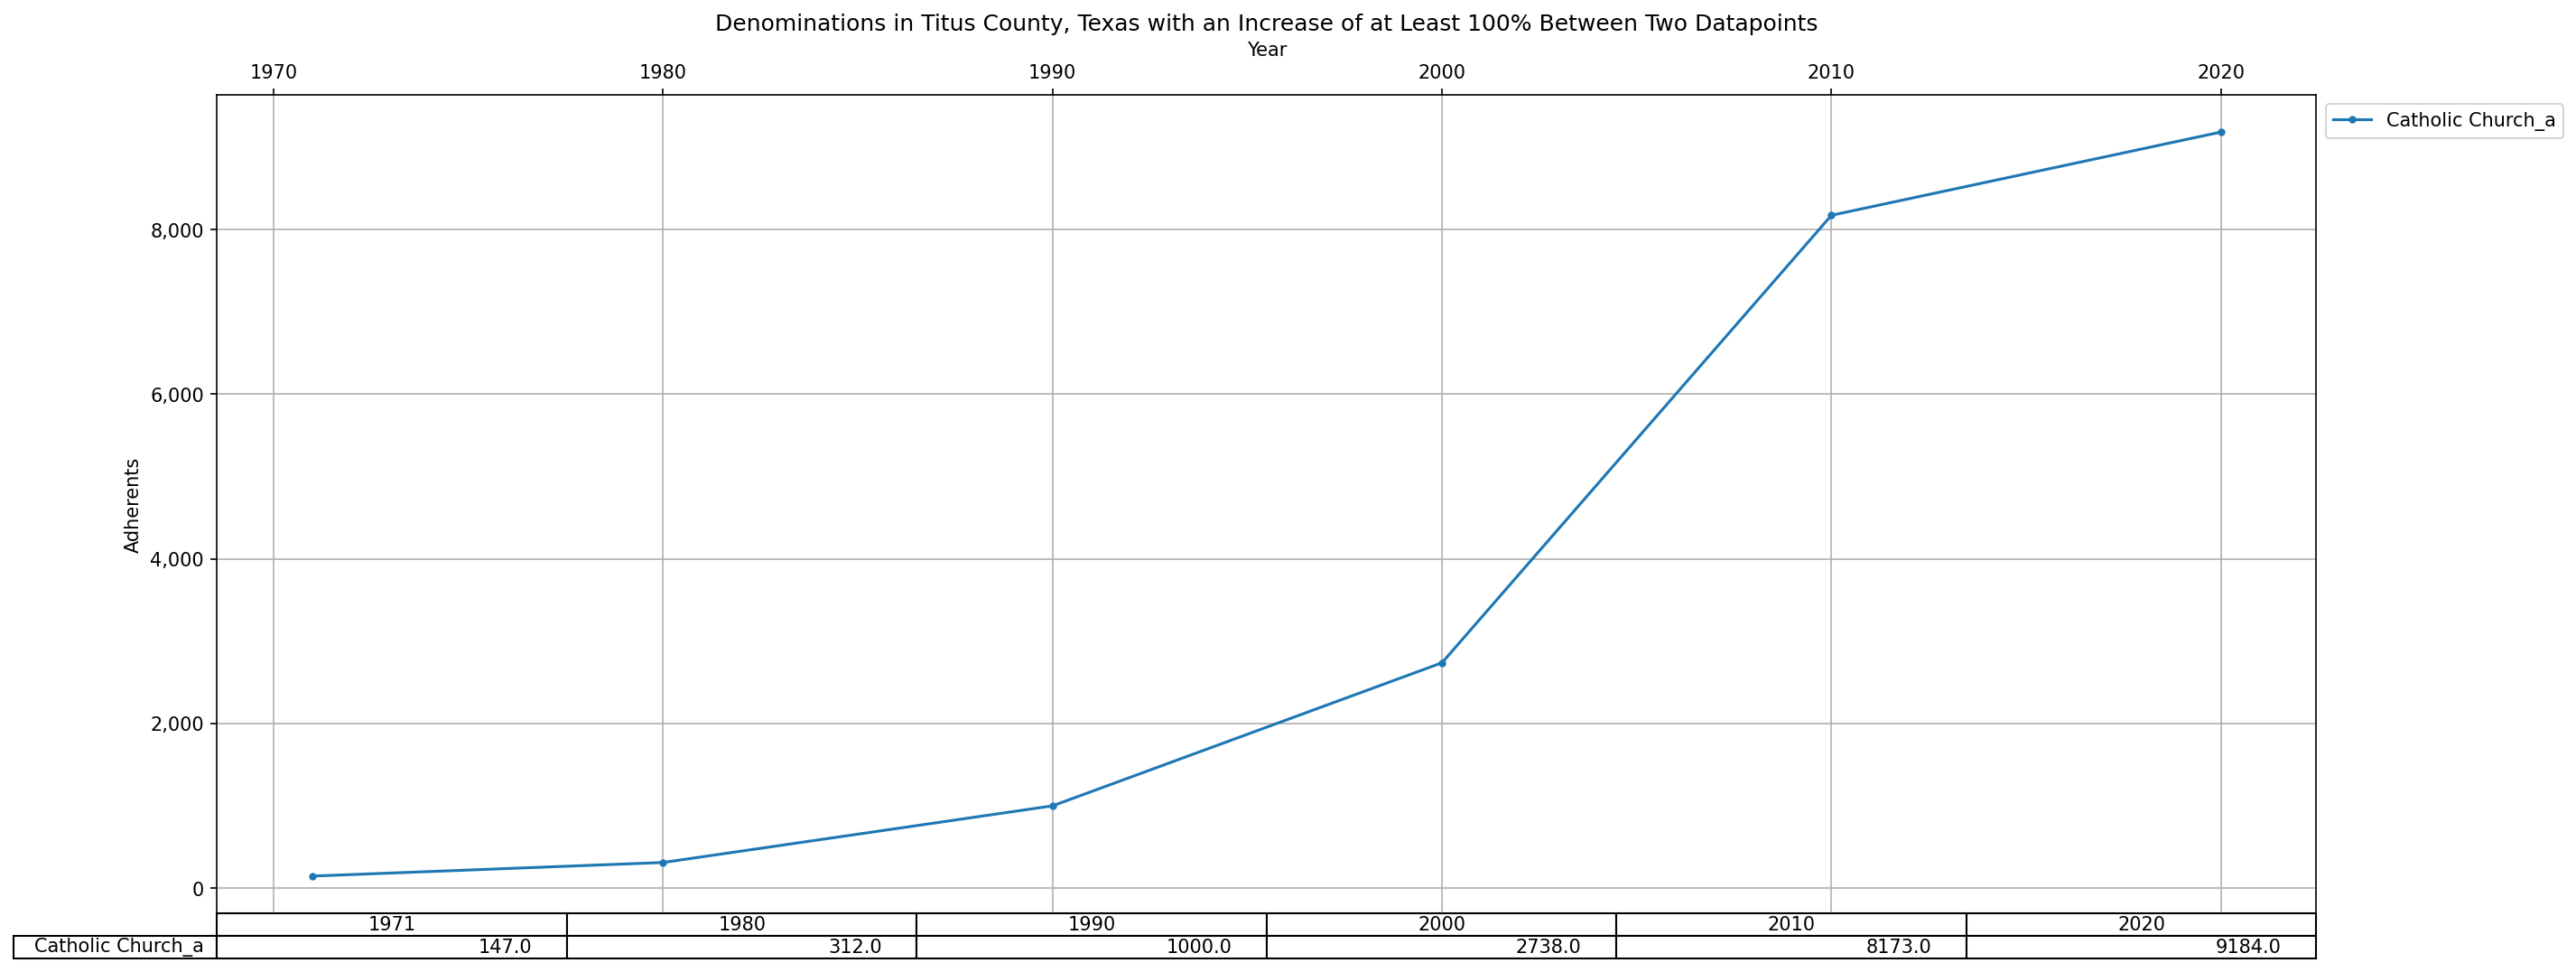 Denominations in Titus County, Texas with an Increase of at Least 100% Between Two Datapoints
Year
1970 1980 1990 2000 2010 2020
Catholic Church_a
8,000
6,000
4,000
2,000
0
Adherents
1971 1980 1990 2000 2010 2020
Catholic Church_a 147.0 312.0 1000.0 2738.0 8173.0 9184.0